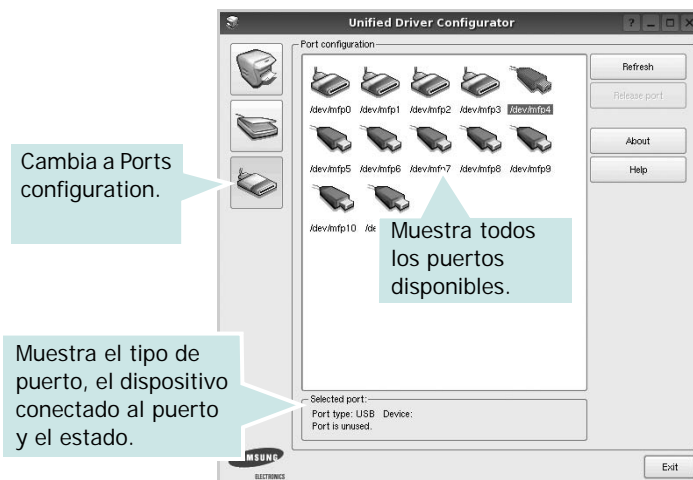 Unified Driver Configurator
Port configuration
/dev/mfp0 /dev/mfp1 /dev/mfp2 /dev/mfp3 /dev/mfp4
/dev/mfp5 /dev/mfp6 /dev/mfp7 /dev/mfp8 /dev/mfp9
/dev/mfp10
Refresh
Release port
About
Help
Cambia a Ports
configuration.
Muestra todos
los puertos
disponibles.
Muestra el tipo de
puerto, el dispositivo
conectado al puerto
y el estado.
Selected port:
Port type: USB Device:
Port is unused.
ELECTRONICS
Exit